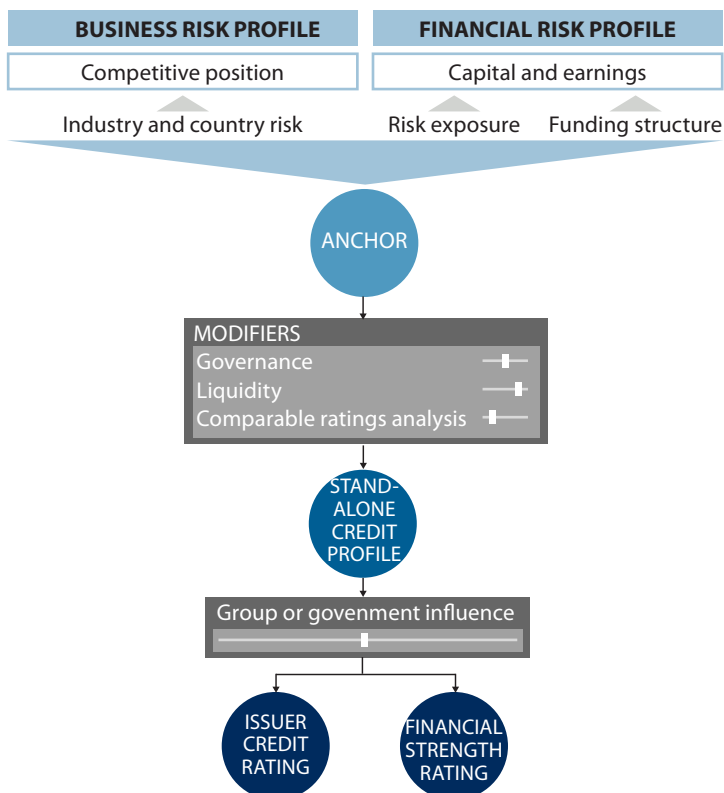 BUSINESS RISK PROFILE
FINANCIAL RISK PROFILE
Competitive position
Capital and earnings
Industry and country risk
Risk exposure
Funding structure
ANCHOR
MODIFIERS
Governance
Liquidity
Comparable ratings analysis
STAND-
ALONE
CREDIT
PROFILE
Group or govenment influence
ISSUER
CREDIT
RATING
FINANCIAL
STRENGTH
RATING